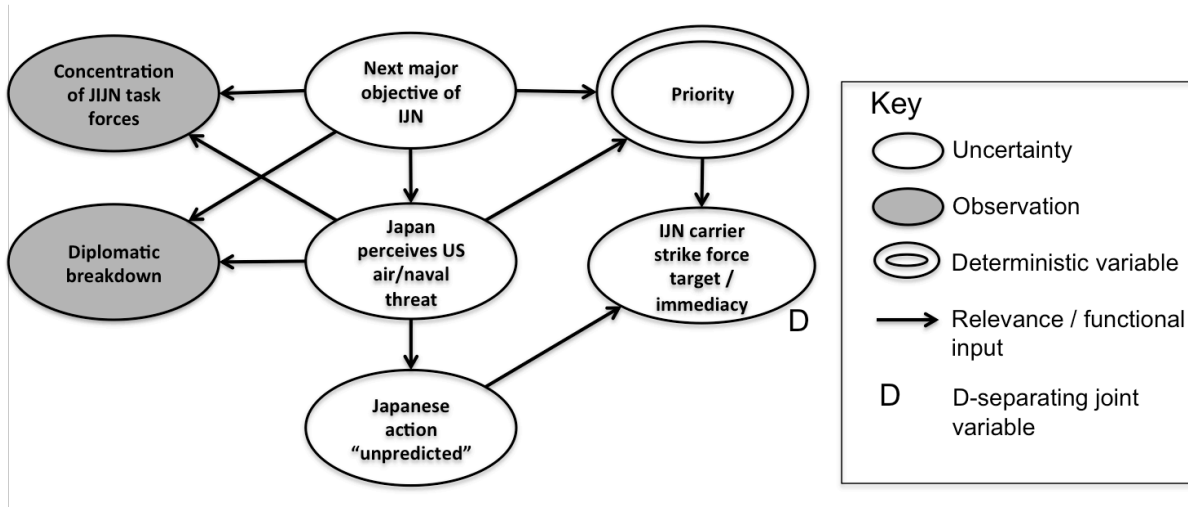 Concentration
of JIJN task
forces
Next major
objective of
IJN
Priority
Diplomatic
breakdown
Japan
perceives US
air/naval
threat
IJN carrier
strike force
target /
immediacy
D
Japanese
action
“unpredicted”
Key
Uncertainty
Observation
Deterministic variable
Relevance / functional
input
D
D-separating joint
variable